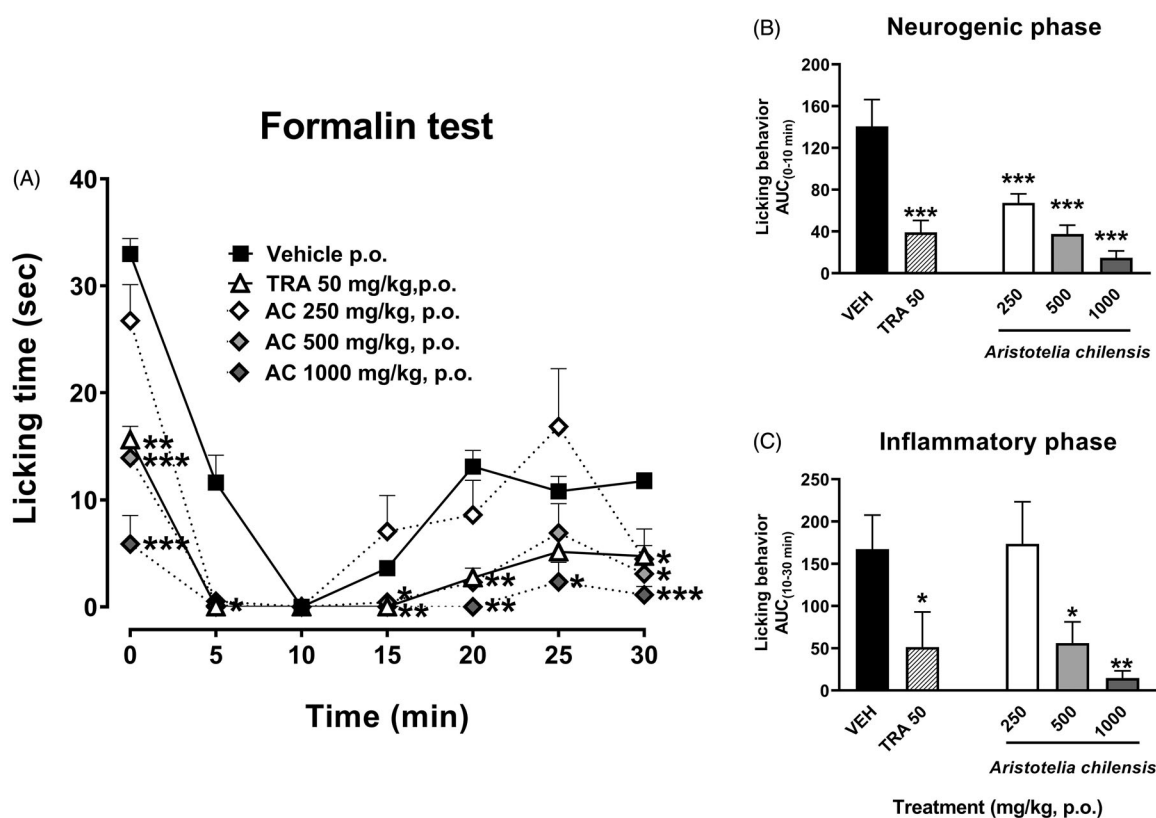 Formalin test
(A)
Licking time (sec)
40
30
20
10
0
Vehicle p.o.
TRA 50 mg/kg,p.o.
AC 250 mg/kg, p.o.
AC 500 mg/kg, p.o.
AC 1000 mg/kg, p.o.
**
***
***
*
*
**
**
**
*
*
*
***
0 5 10 15 20 25 30
Time (min)
(B)
Neurogenic phase
Licking behavior
AUC(0-10 min)
200
160
120
80
40
0
***
***
***
***
VEH
TRA 50
250
500
1000
Aristotelia chilensis
(C)
Inflammatory phase
Licking behavior
AUC(10-30 min)
250
200
150
100
50
0
*
*
**
VEH
TRA 50
250
500
1000
Aristotelia chilensis
Treatment (mg/kg, p.o.)